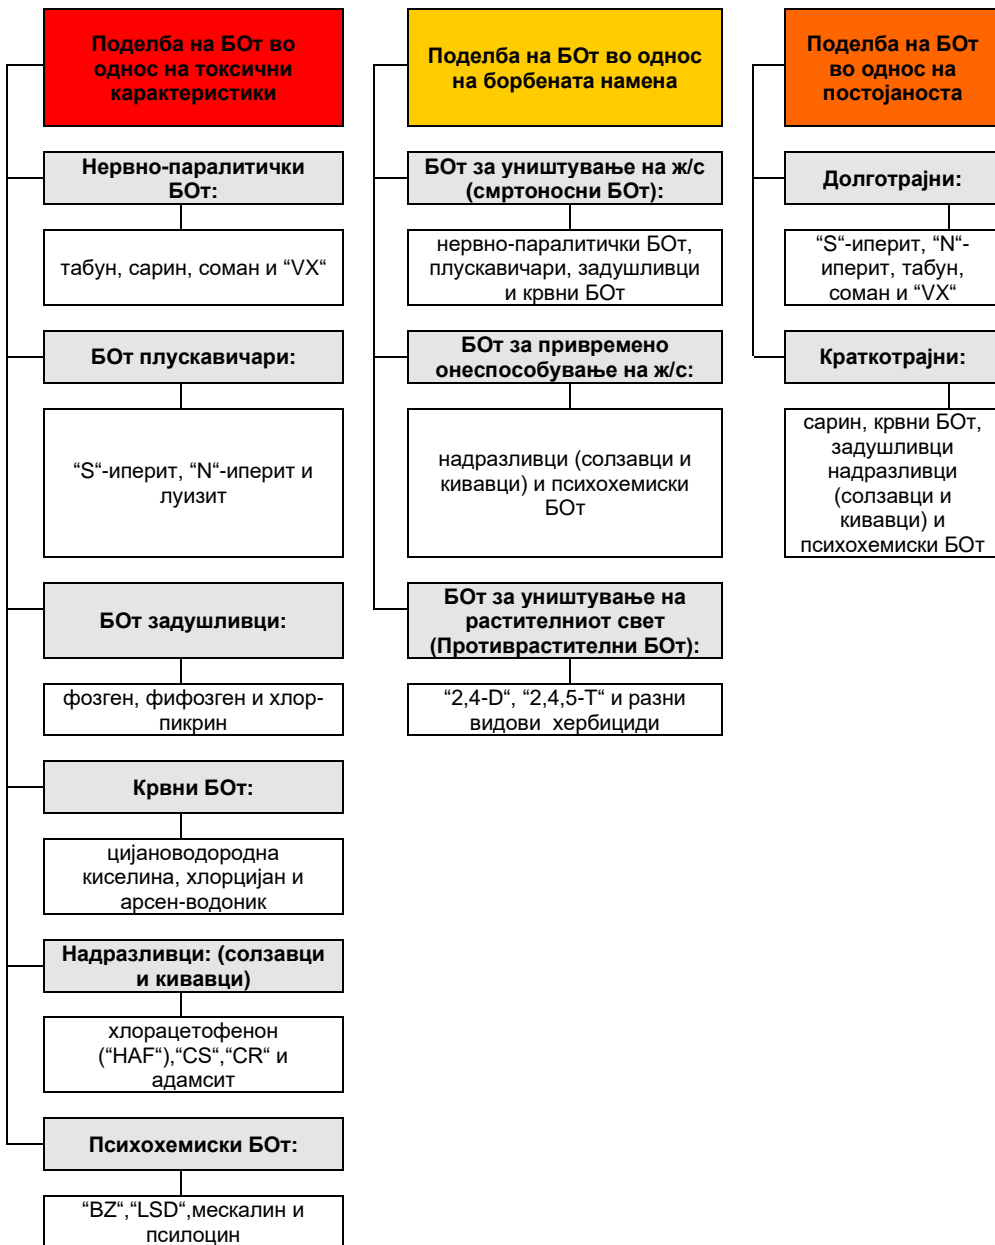 Поделба на БОт во
однос на токсични
карактеристики
Нервно-паралитички
БОт:
табун, сарин, соман и “VX“
БОт плускавичари:
“S“-иперит, “N“-иперит и
луизит
БОт задушливци:
фозген, фифозген и хлор-
пикрин
Крвни БОт:
цијановодородна
киселина, хлорцијан и
арсен-водоник
Надразливци: (солзавци
и кивавци)
хлорацетофенон
(“HAF“),“CS“,“CR“ и
адамсит
Психохемиски БОт:
“BZ“,“LSD“,мескалин и
псилоцин
Поделба на БОт во однос
на борбената намена
БОт за уништување на ж/с
(смртоносни БОт):
нервно-паралитички БОт,
плускавичари, задушливци
и крвни БОт
БОт за привремено
онеспособување на ж/с:
надразливци (солзавци и
кивавци) и психохемиски
БОт
БОт за уништување на
растителниот свет
(Противрастителни БОт):
“2,4-D“, “2,4,5-T“ и разни
видови хербициди
Поделба на БОт
во однос на
постојаноста
Долготрајни:
“S“-иперит, “N“-
иперит, табун,
соман и “VX“
Краткотрајни:
сарин, крвни БОт,
задушливци
надразливци
(солзавци и
кивавци) и
психохемиски БОт